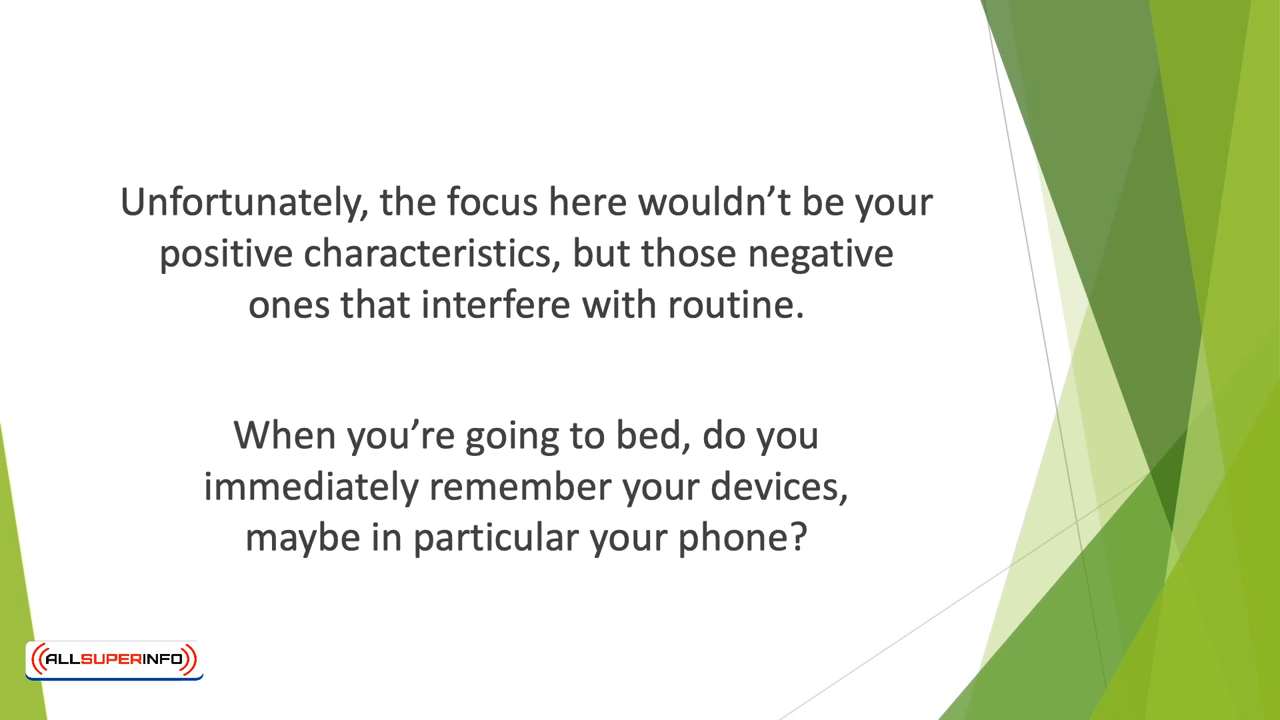 Unfortunately, the focus here wouldn’t be your
positive characteristics, but those negative
ones that interfere with routine.
When you’re going to bed, do you
immediately remember your devices,
maybe in particular your phone?
ALLSUPERINFO